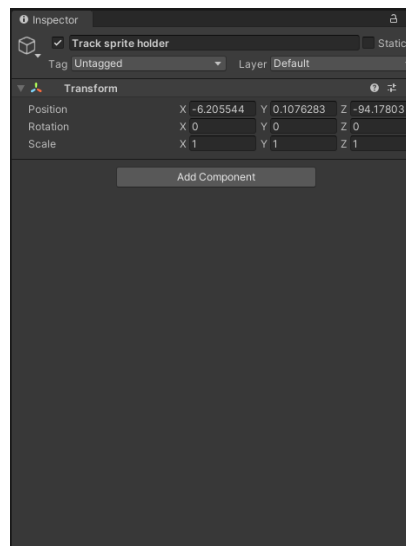 Inspector
Track sprite holder Static
Tag Untagged Layer Default
Transform
Position X -6.205544 Y 0.1076283 Z -94.17803
Rotation X 0 Y 0 Z 0
Scale X 1 Y 1 Z 1
Add Component